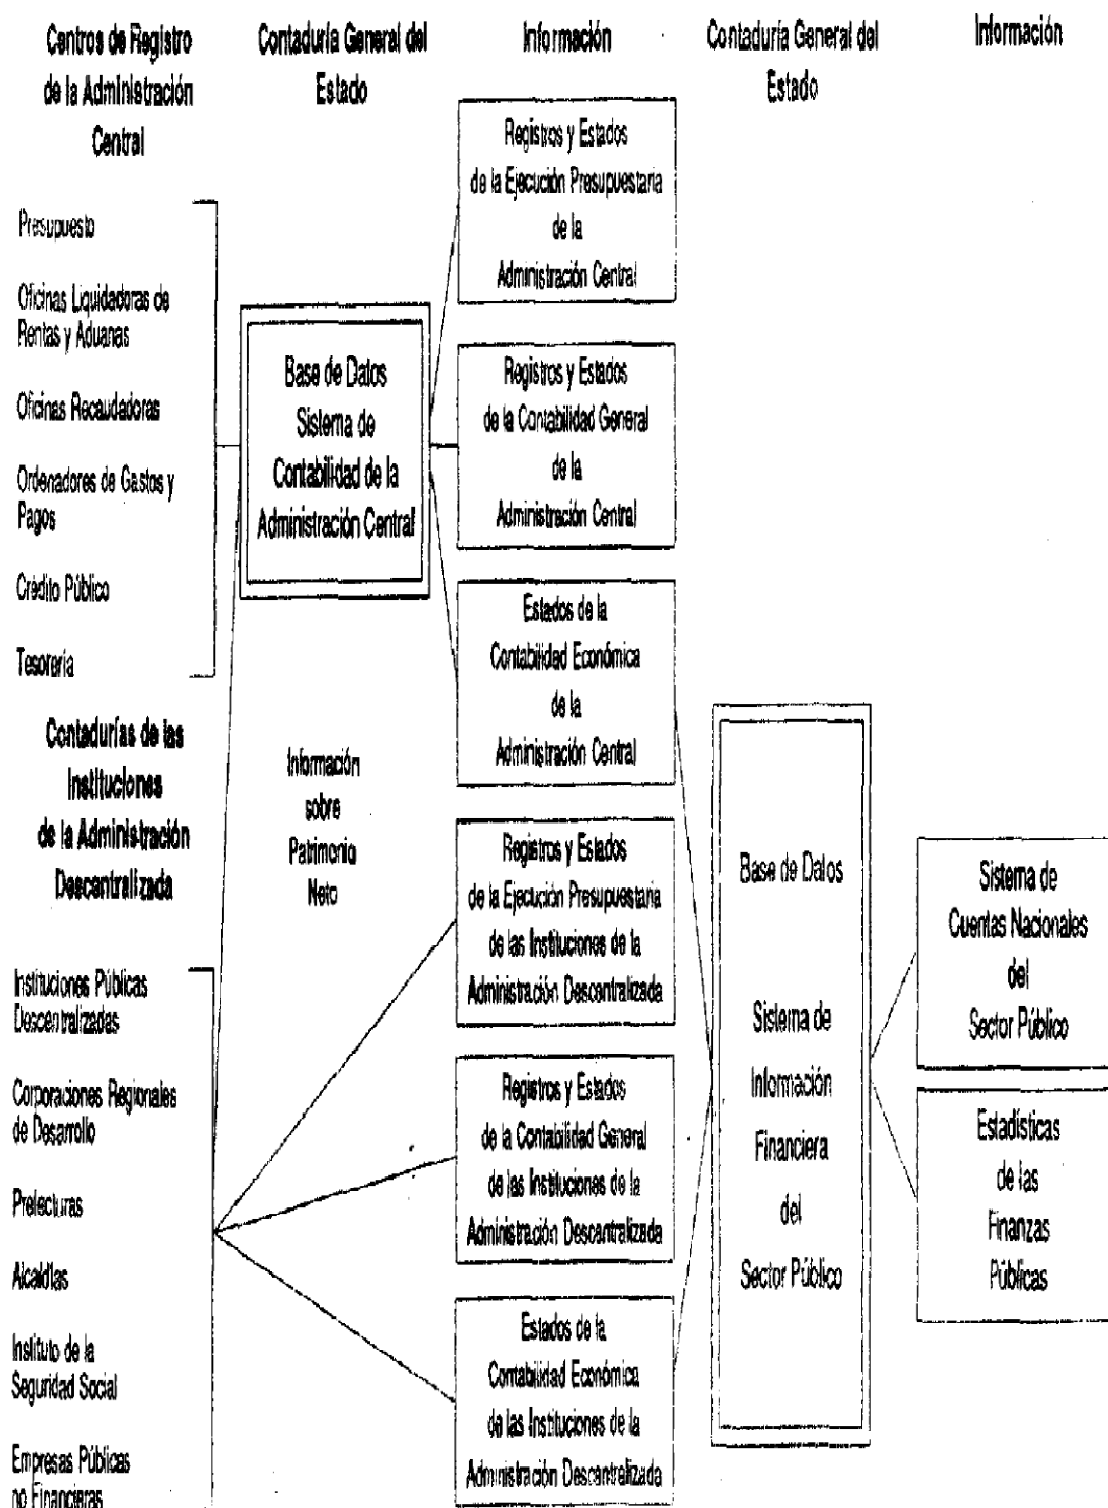 Centros de Registro
de la Administración
Central
Contaduría General del
Estado
Información
Contaduría General del
Estado
Información
Presupuesto
Oficinas Liquidadoras de
Rentas y Aduanas
Oficinas Recaudadoras
Ordenadores de Gastos y
Pagos
Crédito Público
Tesorería
Base de Datos
Sistema de
Contabilidad de la
Administración Central
Registros y Estados
de la Ejecución Presupuestaria
de la
Administración Central
Registros y Estados
de la Contabilidad General
de la
Administración Central
Estados de la
Contabilidad Económica
de la
Administración Central
Contadurías de las
Instituciones
de la Administración
Descentralizada
Información
sobre
Patrimonio
Neto
Instituciones Públicas
Descentralizadas
Corporaciones Regionales
de Desarrollo
Prefecturas
Alcaldías
Instituto de la
Seguridad Social
Empresas Públicas
no Financieras
Registros y Estados
de la Ejecución Presupuestaria
de las Instituciones de la
Administración Descentralizada
Registros y Estados
de la Contabilidad General
de las Instituciones de la
Administración Descentralizada
Estados de la
Contabilidad Económica
de las Instituciones de la
Administración Descentralizada
Base de Datos
Sistema de
Información
Financiera
del
Sector Público
Sistema de
Cuentas Nacionales
del
Sector Público
Estadísticas
de las
Finanzas
Públicas